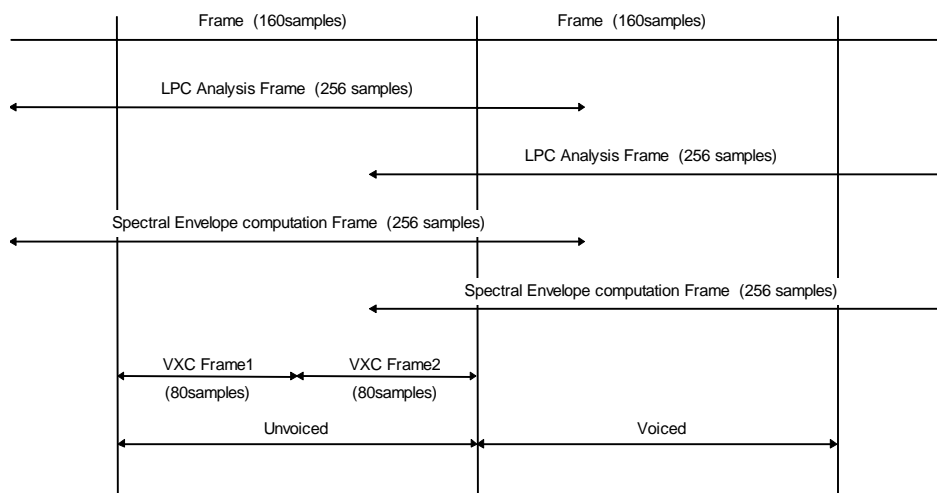 Frame (160samples)
Frame (160samples)
LPC Analysis Frame (256 samples)
LPC Analysis Frame (256 samples)
Spectral Envelope computation Frame (256 samples)
Spectral Envelope computation Frame (256 samples)
VXC Frame1
VXC Frame2
(80samples)
(80samples)
Unvoiced
Voiced